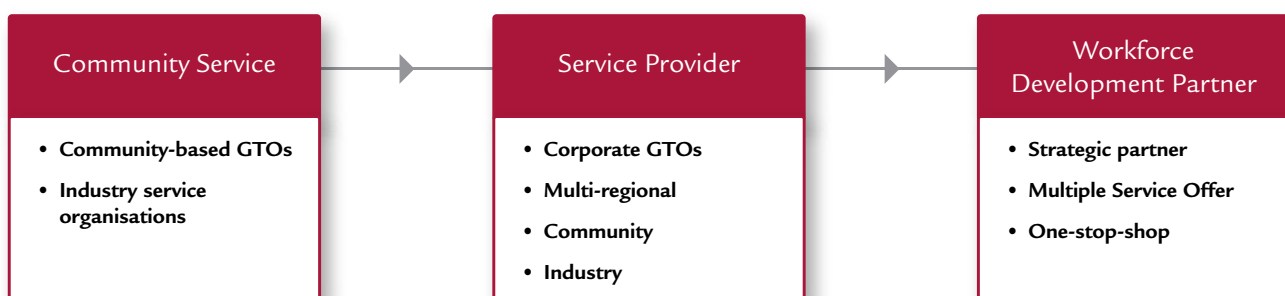 Community Service
• Community-based GTOs
• Industry service
organisations
Service Provider
• Corporate GTOs
• Multi-regional
• Community
• Industry
Workforce
Development Partner
• Strategic partner
• Multiple Service Offer
• One-stop-shop